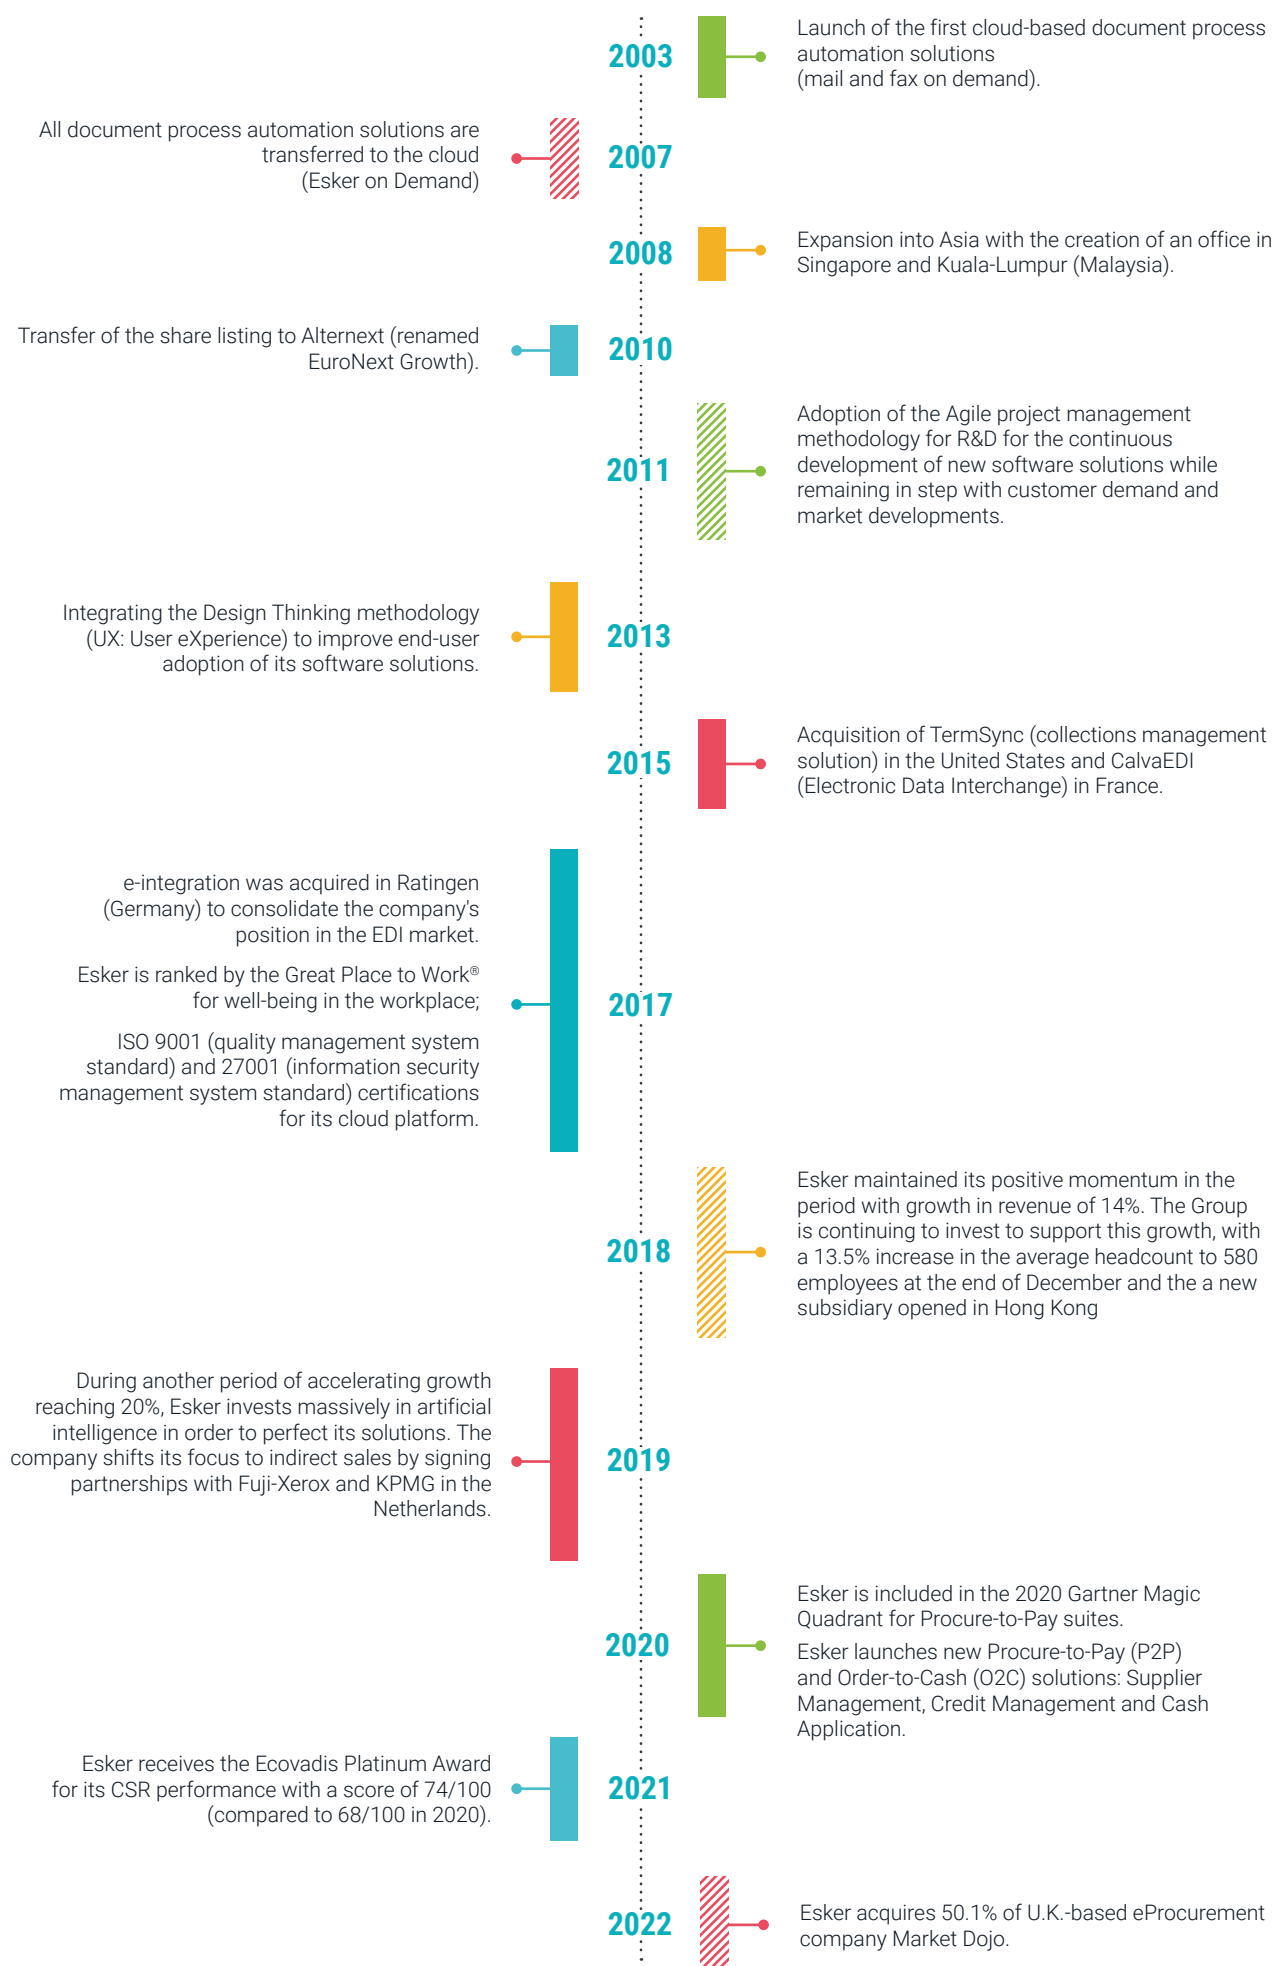 2003
Launch of the first cloud-based document process
automation solutions
(mail and fax on demand).
All document process automation solutions are
transferred to the cloud
(Esker on Demand)
2007
2008
Expansion into Asia with the creation of an office in
Singapore and Kuala-Lumpur (Malaysia).
Transfer of the share listing to Alternext (renamed
EuroNext Growth).
2010
2011
Adoption of the Agile project management
methodology for R&D for the continuous
development of new software solutions while
remaining in step with customer demand and
market developments.
Integrating the Design Thinking methodology
(UX: User eXperience) to improve end-user
adoption of its software solutions.
2013
2015
Acquisition of TermSync (collections management
solution) in the United States and CalvaEDI
(Electronic Data Interchange) in France.
e-integration was acquired in Ratingen
(Germany) to consolidate the company's
position in the EDI market.
Esker is ranked by the Great Place to Work®
for well-being in the workplace;
ISO 9001 (quality management system
standard) and 27001 (information security
management system standard) certifications
for its cloud platform.
2017
2018
Esker maintained its positive momentum in the
period with growth in revenue of 14%. The Group
is continuing to invest to support this growth, with
a 13.5% increase in the average headcount to 580
employees at the end of December and the a new
subsidiary opened in Hong Kong
During another period of accelerating growth
reaching 20%, Esker invests massively in artificial
intelligence in order to perfect its solutions. The
company shifts its focus to indirect sales by signing
partnerships with Fuji-Xerox and KPMG in the
Netherlands.
2019
2020
Esker is included in the 2020 Gartner Magic
Quadrant for Procure-to-Pay suites.
Esker launches new Procure-to-Pay (P2P)
and Order-to-Cash (O2C) solutions: Supplier
Management, Credit Management and Cash
Application.
Esker receives the Ecovadis Platinum Award
for its CSR performance with a score of 74/100
(compared to 68/100 in 2020).
2021
2022
Esker acquires 50.1% of U.K.-based eProcurement
company Market Dojo.